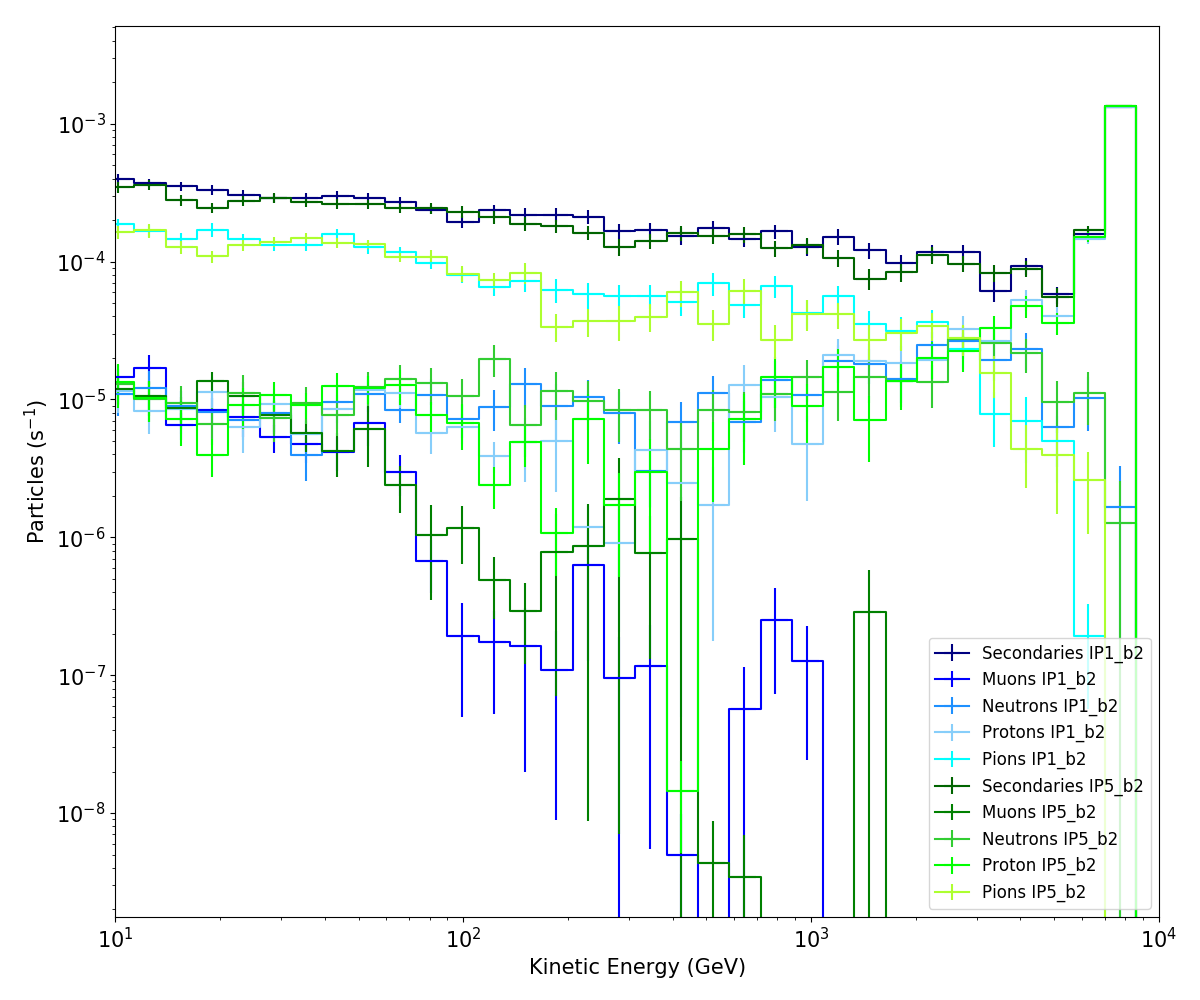 10⁻³
10⁻⁴
10⁻⁵
10⁻⁶
10⁻⁷
10⁻⁸
Particles (s⁻¹)
10¹ 10² 10³ 10⁴
Kinetic Energy (GeV)
Secondaries IP1_b2
Muons IP1_b2
Neutrons IP1_b2
Protons IP1_b2
Pions IP1_b2
Secondaries IP5_b2
Muons IP5_b2
Neutrons IP5_b2
Proton IP5_b2
Pions IP5_b2